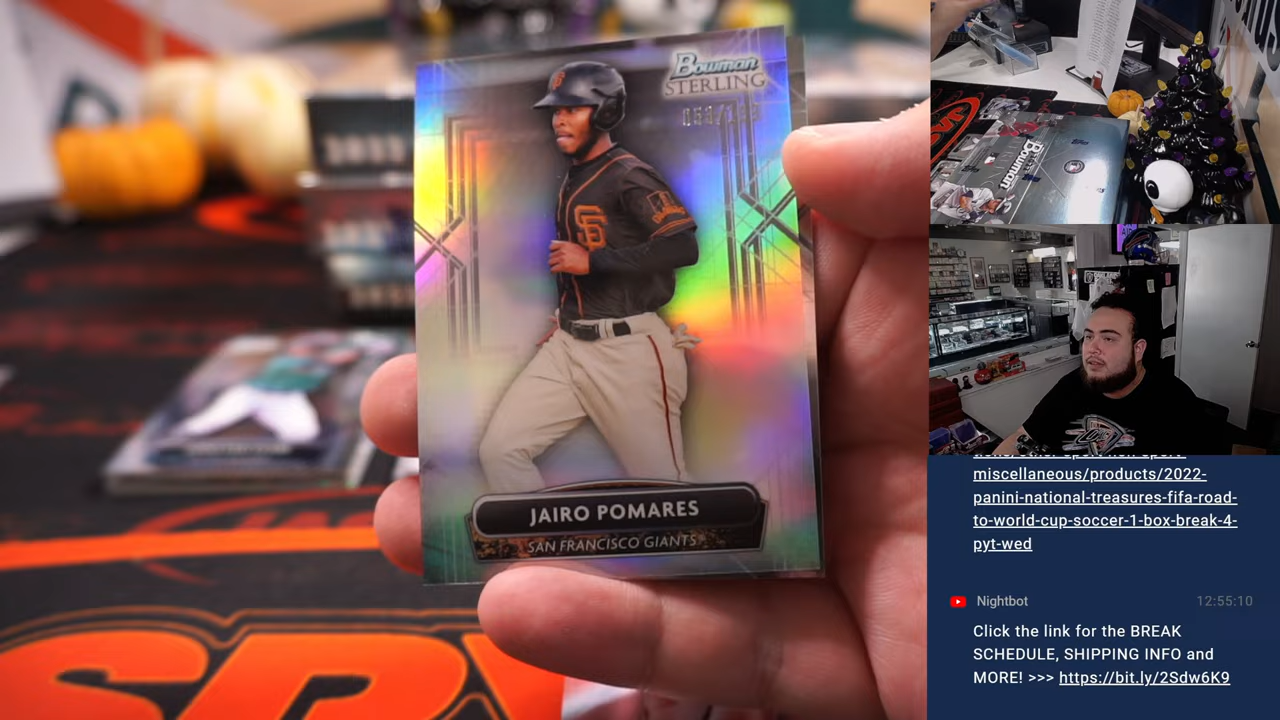 Bowman
STERLING
SF
JAIRO POMARES
SAN FRANCISCO GIANTS
Bowman
miscellaneous/products/2022-
panini-national-treasures-fifa-road-
to-world-cup-soccer-1-box-break-4-
pyt-wed
Nightbot 12:55:10
Click the link for the BREAK
SCHEDULE, SHIPPING INFO and
MORE! >>> https://bit.ly/2Sdw6K9